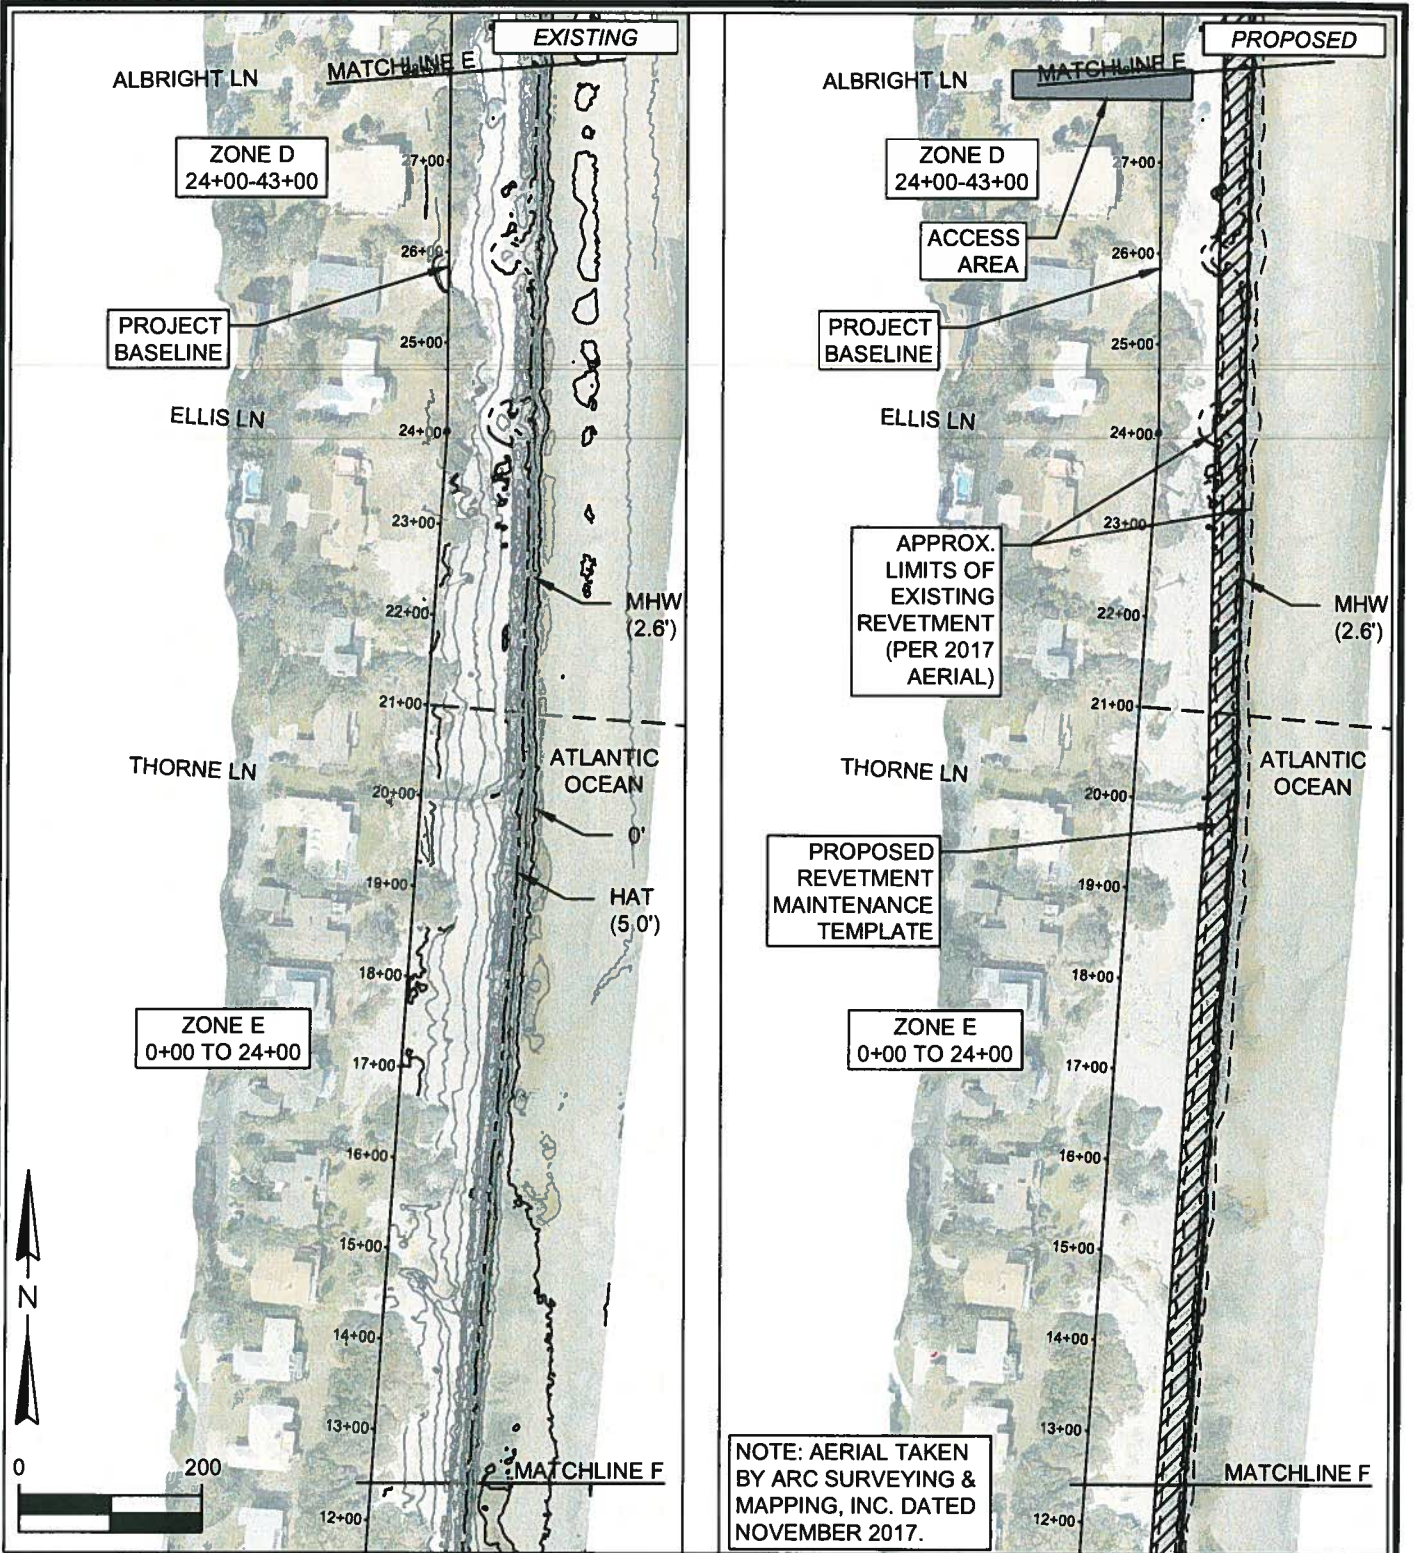 EXISTING
MATCHLINE E
ALBRIGHT LN
ZONE D
24+00-43+00
27+00
26+00
PROJECT
BASELINE
25+00
ELLIS LN
24+00
23+00
22+00
MHW
(2.6')
21+00
THORNE LN
ATLANTIC
OCEAN
20+00
0'
19+00
HAT
(5.0')
18+00
ZONE E
0+00 TO 24+00
17+00
16+00
15+00
N
14+00
13+00
0 200
MATCHLINE F
12+00
PROPOSED
MATCHLINE E
ALBRIGHT LN
ZONE D
24+00-43+00
27+00
ACCESS
AREA
26+00
PROJECT
BASELINE
25+00
ELLIS LN
24+00
23+00
APPROX.
LIMITS OF
EXISTING
REVETMENT
(PER 2017
AERIAL)
22+00
MHW
(2.6')
21+00
THORNE LN
ATLANTIC
OCEAN
20+00
PROPOSED
REVETMENT
MAINTENANCE
TEMPLATE
19+00
18+00
ZONE E
0+00 TO 24+00
17+00
16+00
15+00
14+00
13+00
NOTE: AERIAL TAKEN
BY ARC SURVEYING &
MAPPING, INC. DATED
NOVEMBER 2017.
MATCHLINE F
12+00